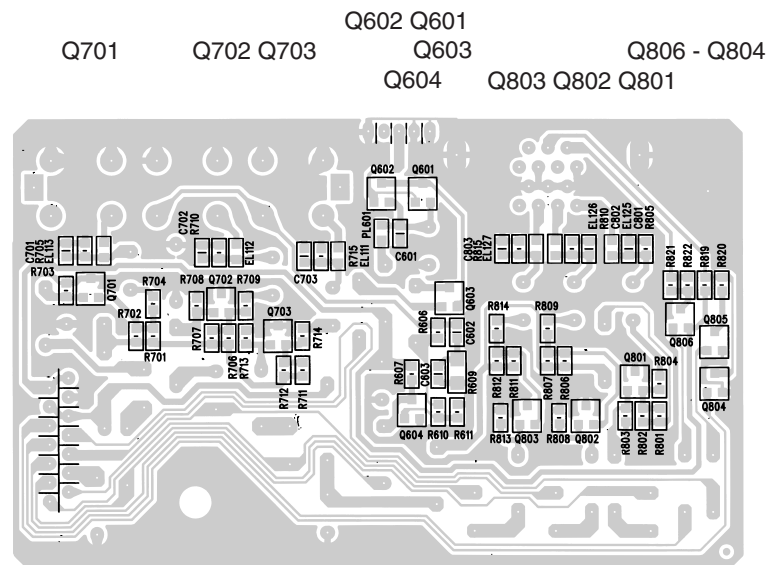 Q602 Q601
Q701 Q702 Q703 Q603 Q806 - Q804
Q604 Q803 Q802 Q801
Q602 Q601
C701 R705 EL113
C702 R710
EL112
PL601
C601
C803 R815 EL127
EL126 R810 C802 EL125 C801 R805
R715 EL111
C703
R703
Q701
R704
R708 Q702 R709
Q603
R821 R822 R819 R820
R702
Q703
R606
C602
R814 R809
Q806
Q805
R701
R707
R706 R713
R714
R607
C603
R609
R812 R811
R807 R806
Q801
R804
R712 R711
Q804
Q604 R610 R611
R813 Q803
R808 Q802
R803 R802 R801